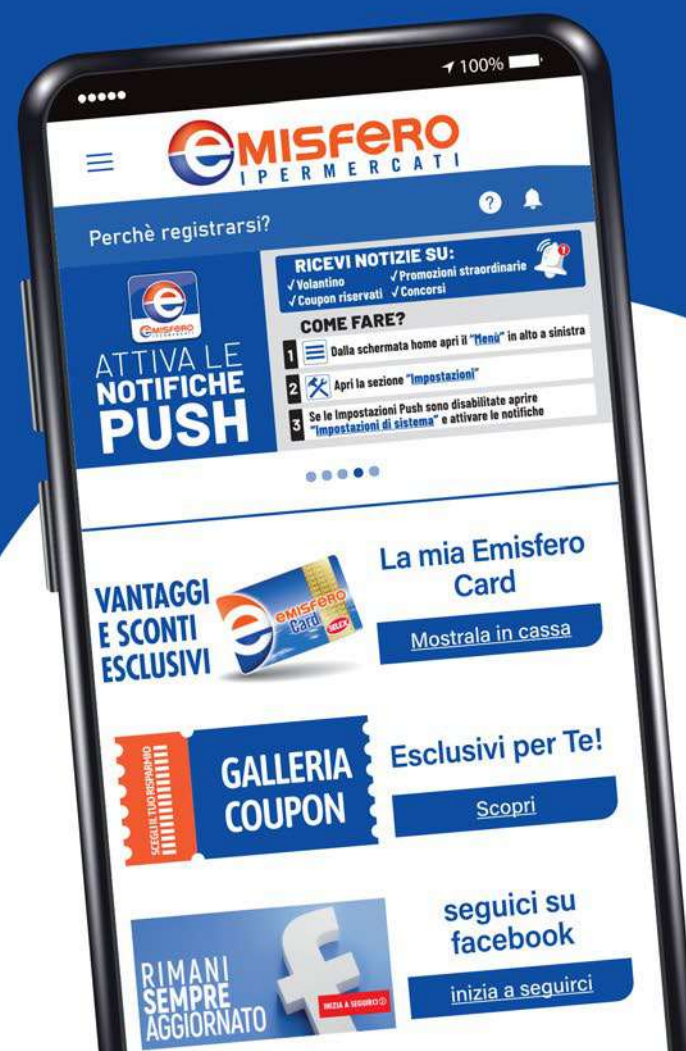 100%
eMISFERO
IPERMERCATI
Perchè registrarsi?
?
e
eMISFERO
IPERMERCATI
ATTIVA LE
NOTIFICHE
PUSH
RICEVI NOTIZIE SU:
√Volantino √Promozioni straordinarie
√Coupon riservati √Concorsi
1
COME FARE?
1 Dalla schermata home apri il "Menù" in alto a sinistra
2 Apri la sezione "Impostazioni"
3 Se le Impostazioni Push sono disabilitate aprire
"Impostazioni di sistema" e attivare le notifiche
VANTAGGI
E SCONTI
ESCLUSIVI
eMISFERO
Card
SELEX
La mia Emisfero
Card
Mostrala in cassa
SCEGLI IL TUO RISPARMIO
GALLERIA
COUPON
Esclusivi per Te!
Scopri
RIMANI
SEMPRE
AGGIORNATO
f
INIZIA A SEGUIRCI
seguici su
facebook
inizia a seguirci